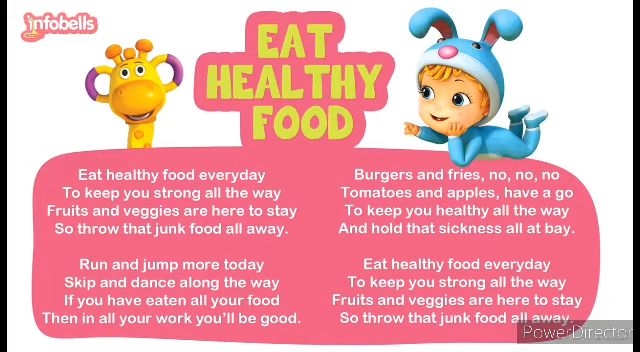 infobells
EAT
HEALTHY
FOOD
Eat healthy food everyday
To keep you strong all the way
Fruits and veggies are here to stay
So throw that junk food all away.
Run and jump more today
Skip and dance along the way
If you have eaten all your food
Then in all your work you'll be good.
Burgers and fries, no, no, no
Tomatoes and apples, have a go
To keep you healthy all the way
And hold that sickness all at bay.
Eat healthy food everyday
To keep you strong all the way
Fruits and veggies are here to stay
So throw that junk food all away.
PowerDirector